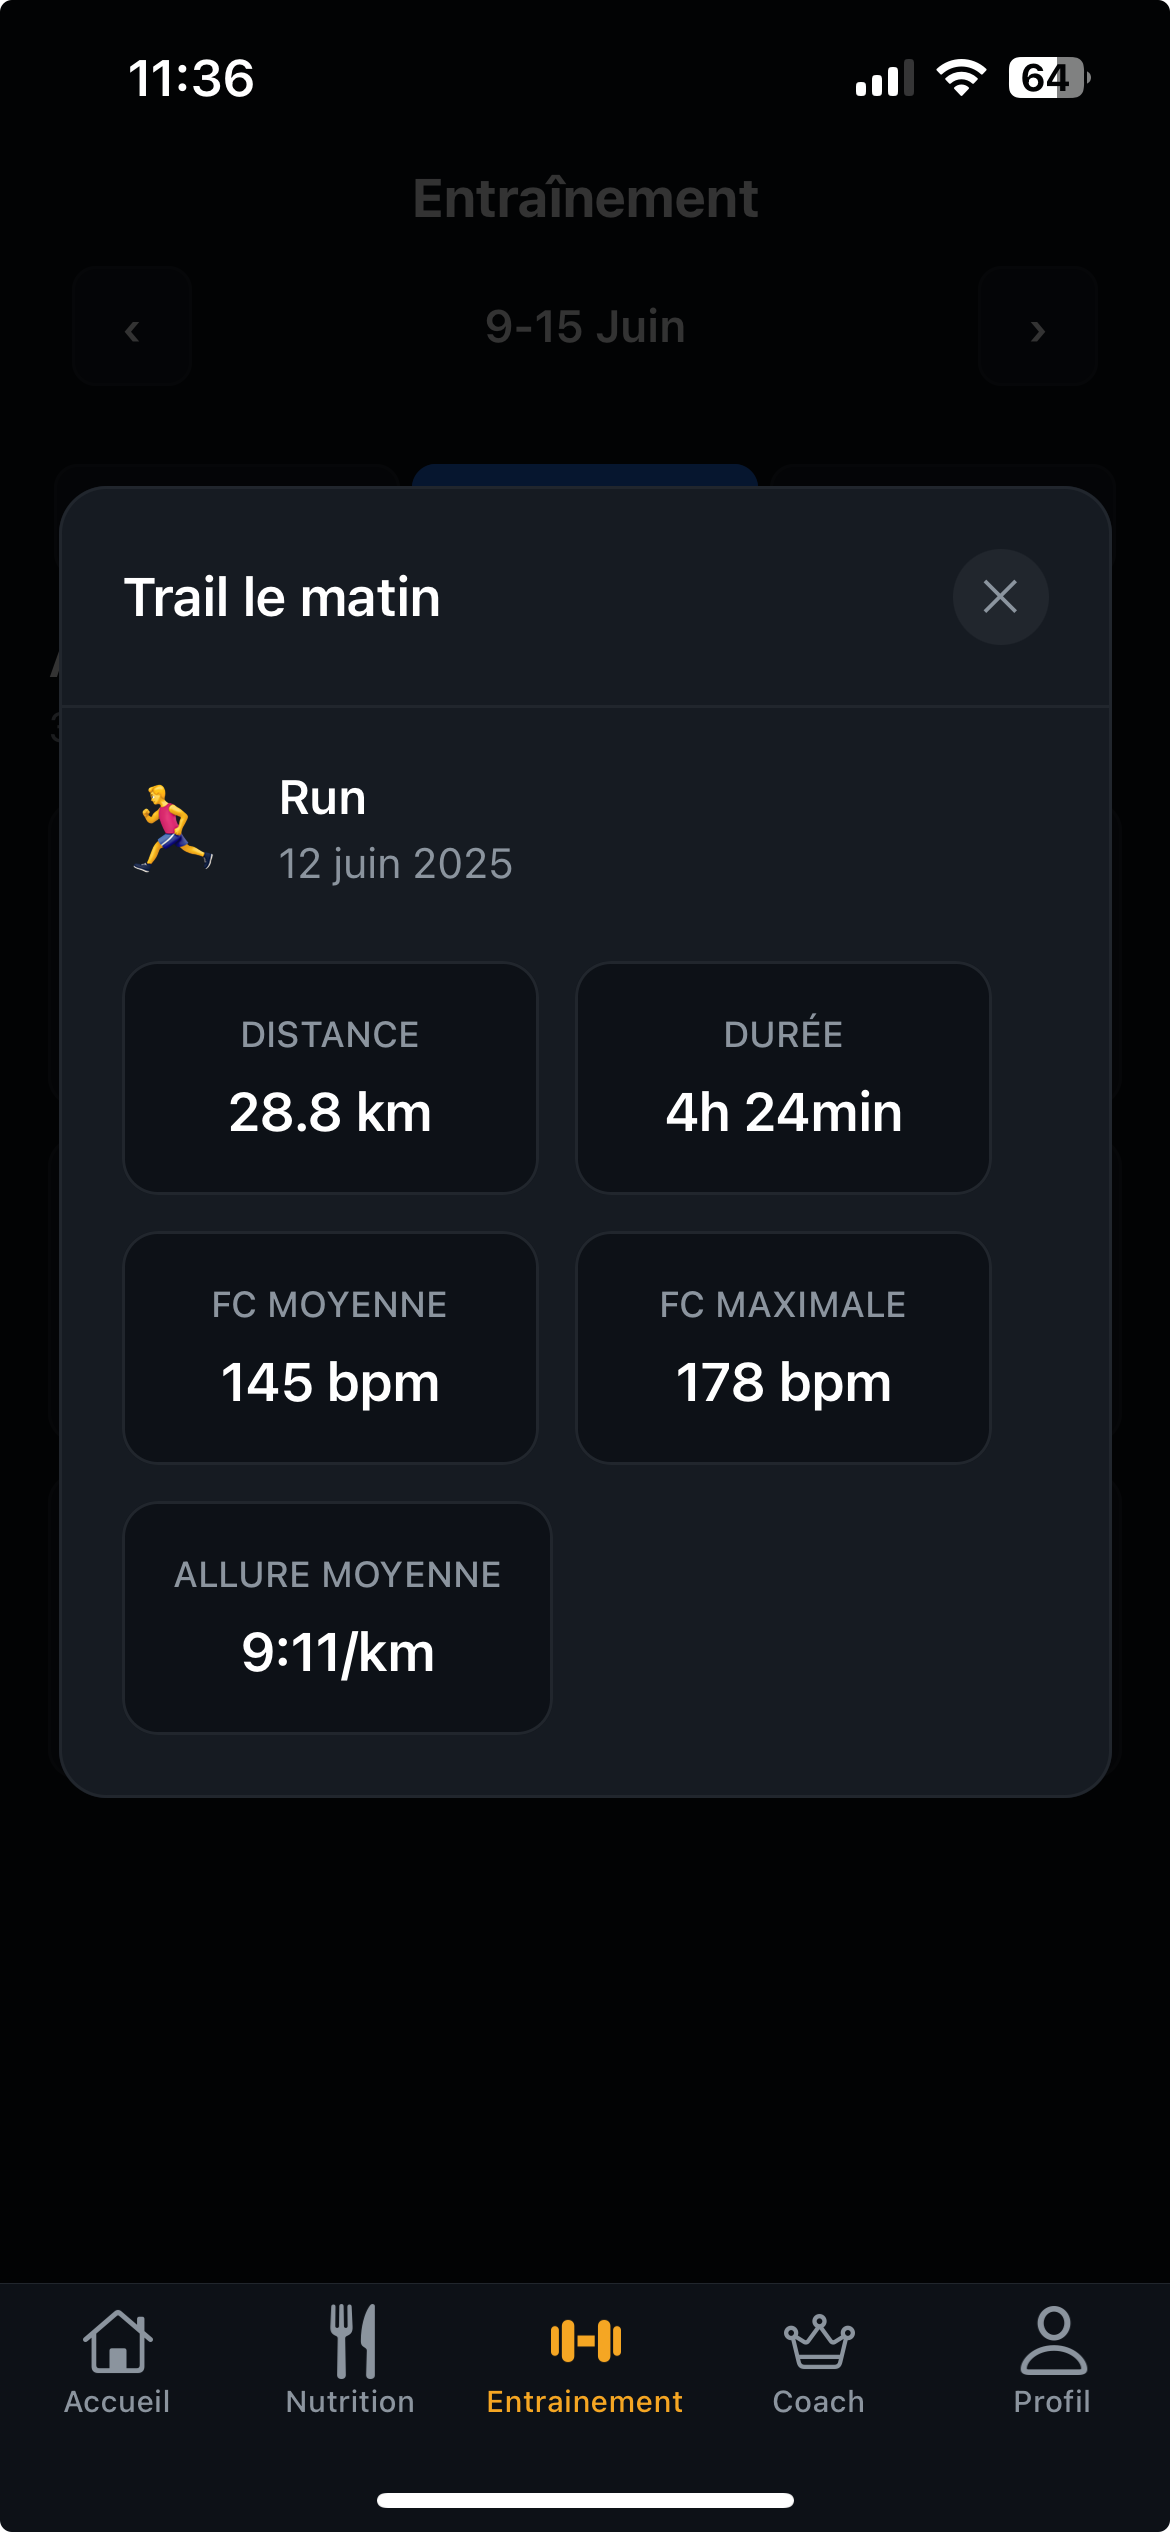 11:36
64
Entraînement
‹
9-15 Juin
›
Trail le matin
Run
12 juin 2025
DISTANCE
28.8 km
DURÉE
4h 24min
FC MOYENNE
145 bpm
FC MAXIMALE
178 bpm
ALLURE MOYENNE
9:11/km
Accueil
Nutrition
Entrainement
Coach
Profil